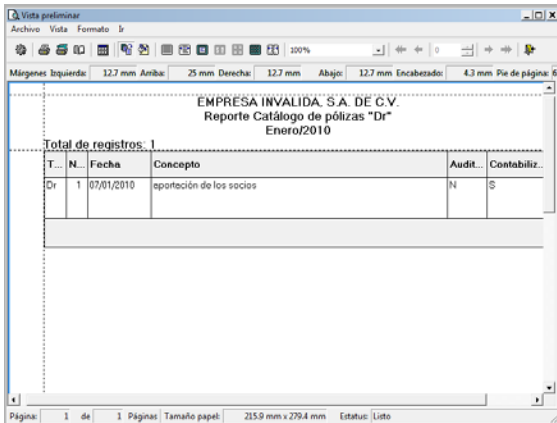 Vista preliminar
Archivo Vista Formato Ir
100% 0
Márgenes Izquierda: 12.7 mm Arriba: 25 mm Derecha: 12.7 mm Abajo: 12.7 mm Encabezado: 4.3 mm Pie de página: 6
EMPRESA INVALIDA, S.A. DE C.V.
Reporte Catálogo de pólizas "Dr"
Enero/2010
Total de registros: 1
T... N... Fecha Concepto Audit... Contabiliz...
Dr 1 07/01/2010 aportación de los socios N S
Página: 1 de 1 Páginas Tamaño papel: 215.9 mm x 279.4 mm Estatus: Listo